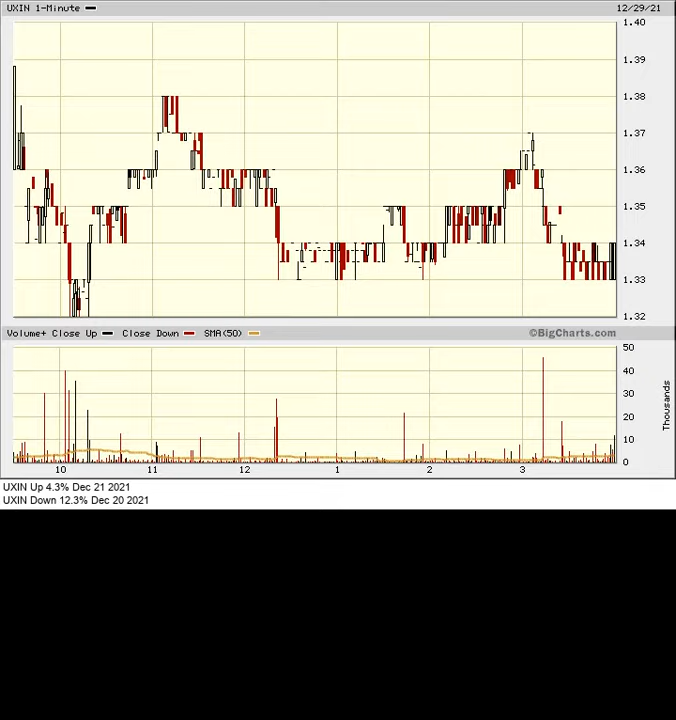 UXIN 1-Minute 12/29/21
1.40
1.39
1.38
1.37
1.36
1.35
1.34
1.33
1.32
Volume+ Close Up Close Down SMA(50) ©BigCharts.com
50
40
30
20
10
0
Thousands
10 11 12 1 2 3
UXIN Up 4.3% Dec 21 2021
UXIN Down 12.3% Dec 20 2021